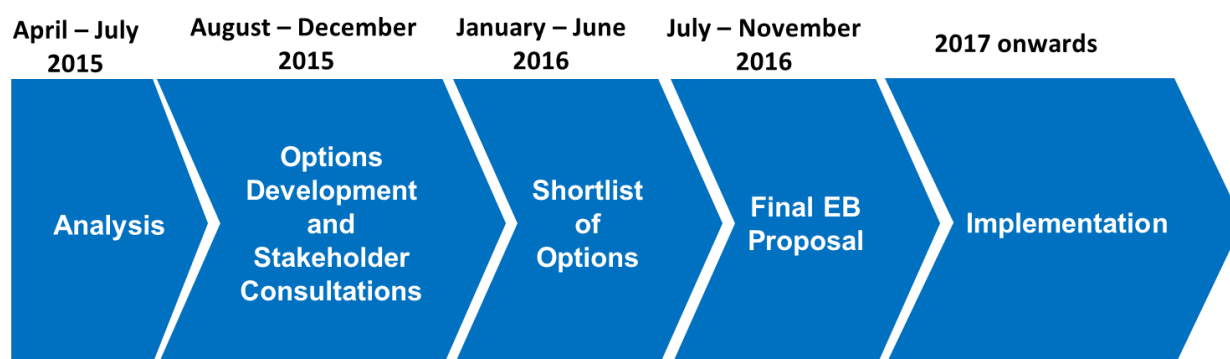 April – July
2015
August – December
2015
January – June
2016
July – November
2016
2017 onwards
Analysis
Options
Development
and
Stakeholder
Consultations
Shortlist
of
Options
Final EB
Proposal
Implementation